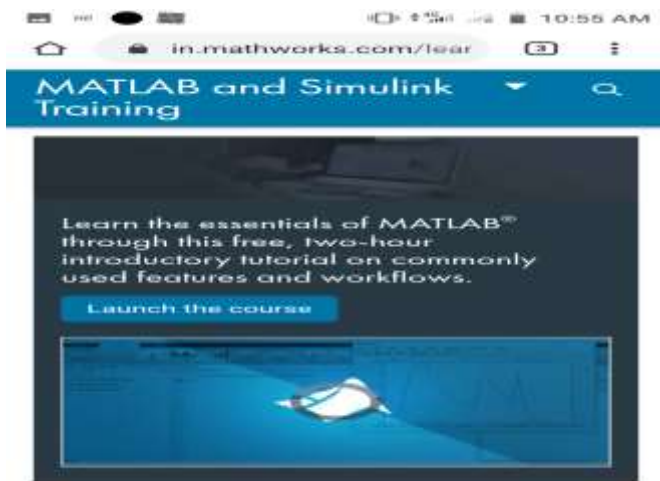 10:55 AM
in.mathworks.com/lear
3
MATLAB and Simulink
Training
Learn the essentials of MATLAB®
through this free, two-hour
introductory tutorial on commonly
used features and workflows.
Launch the course